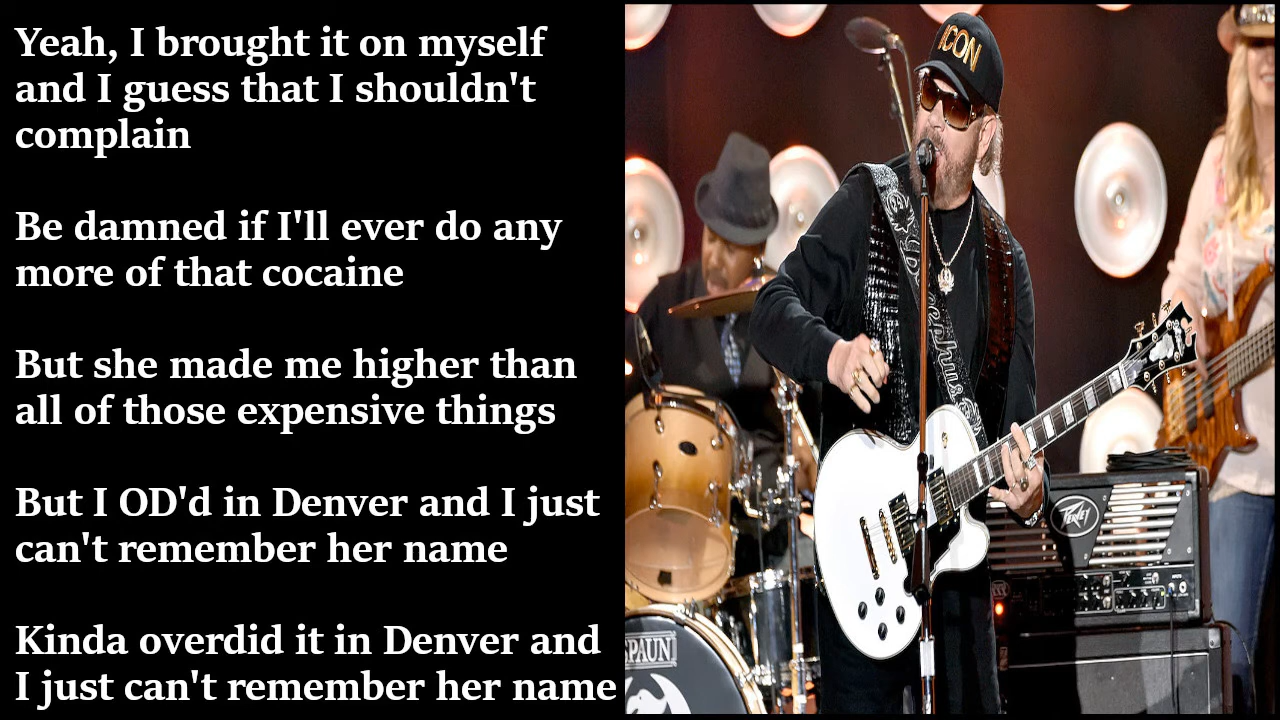 Yeah, I brought it on myself
and I guess that I shouldn't
complain
Be damned if I'll ever do any
more of that cocaine
But she made me higher than
all of those expensive things
But I OD'd in Denver and I just
can't remember her name
Kinda overdid it in Denver and
I just can't remember her name
ICON
Bocephus
PEAVEY
SPAUN